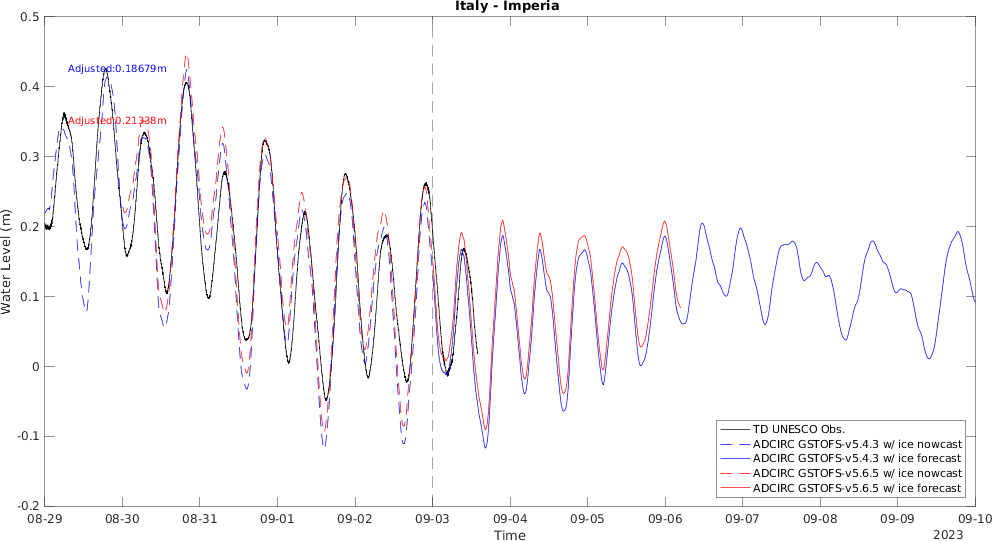 Italy - Imperia
Water Level (m)
0.5
0.4
0.3
0.2
0.1
0
-0.1
-0.2
Adjusted:0.18679m
Adjusted:0.21338m
TD UNESCO Obs.
ADCIRC GSTOFS-v5.4.3 w/ ice nowcast
ADCIRC GSTOFS-v5.4.3 w/ ice forecast
ADCIRC GSTOFS-v5.6.5 w/ ice nowcast
ADCIRC GSTOFS-v5.6.5 w/ ice forecast
08-29 08-30 08-31 09-01 09-02 09-03 09-04 09-05 09-06 09-07 09-08 09-09 09-10
Time
2023